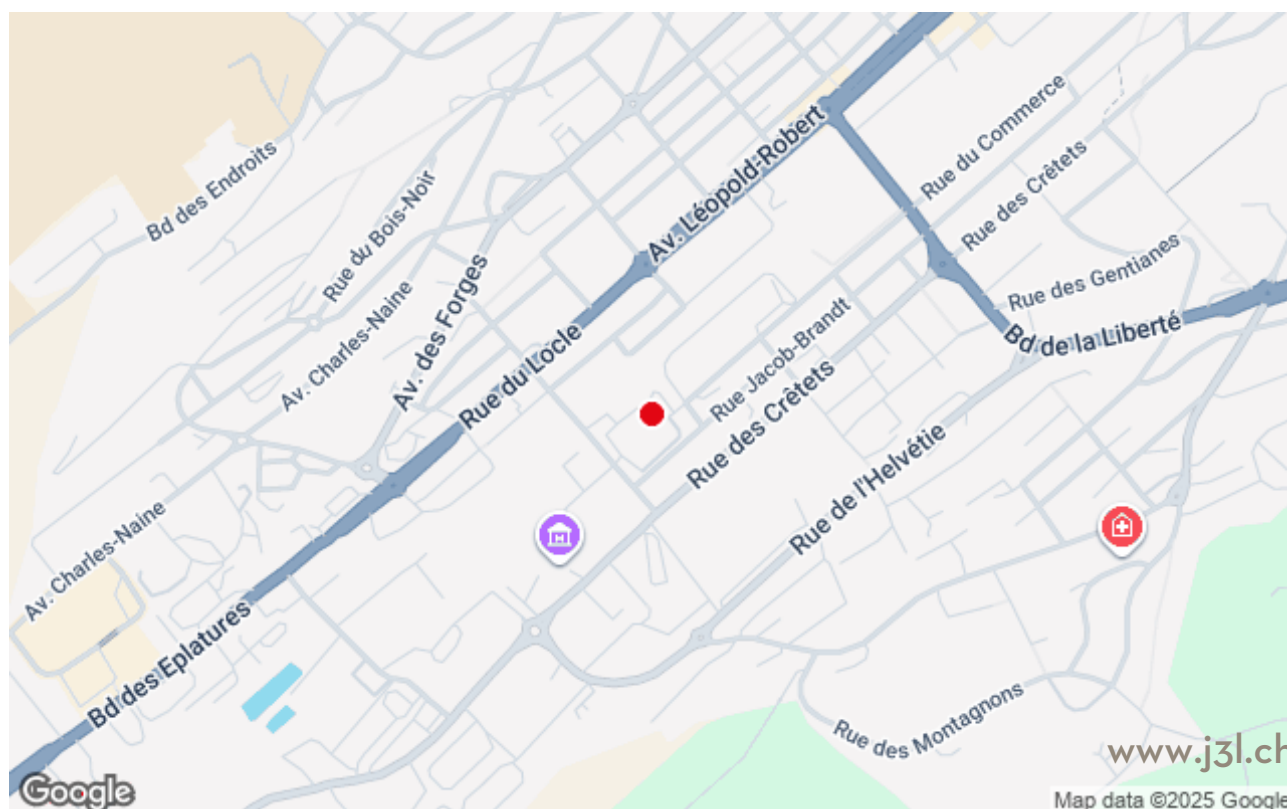 Rue du Commerce
Av. Léopold-Robert
Bd des Endroits
Rue des Crêtets
Rue du Bois-Noir
Rue des Gentianes
Av. Charles-Naine
Av. des Forges
Rue du Locle
Rue Jacob-Brandt
Bd de la Liberté
Rue des Crêtets
Rue de l'Helvétie
M
Av. Charles-Naine
Bd des Eplatures
Rue des Montagnons
www.j3l.ch
Google
Map data ©2025 Google